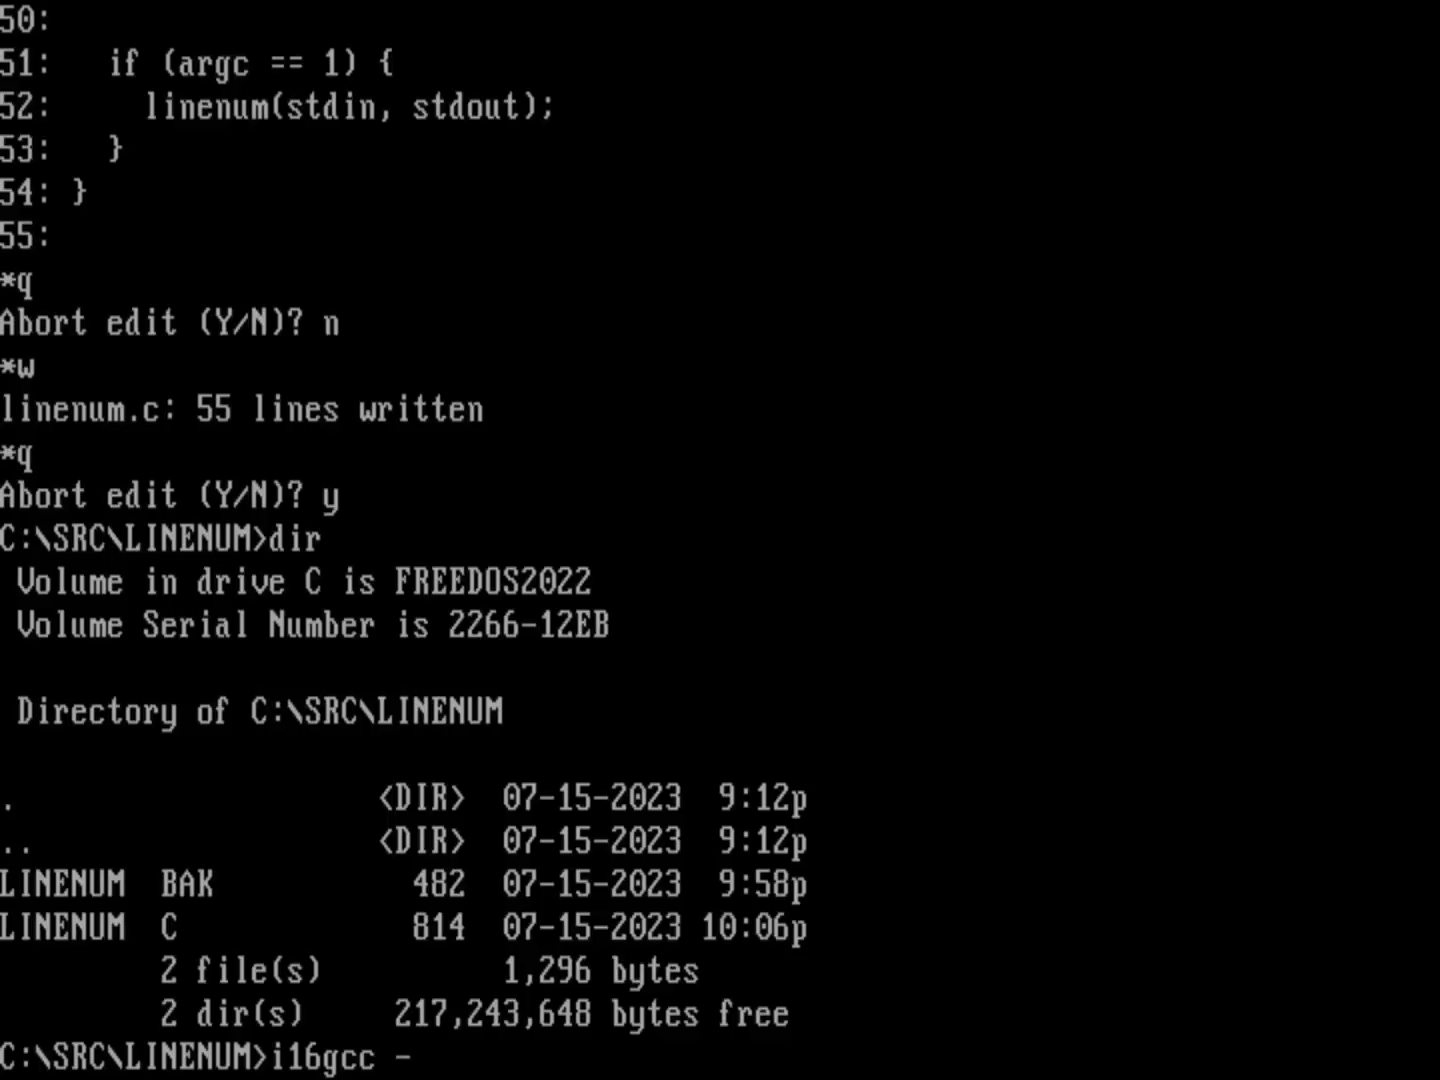 50:
51:   if (argc == 1) {
52:     linenum(stdin, stdout);
53:   }
54: }
55:
*q
Abort edit (Y/N)? n
*w
linenum.c: 55 lines written
*q
Abort edit (Y/N)? y
C:\SRC\LINENUM>dir
 Volume in drive C is FREEDOS2022
 Volume Serial Number is 2266-12EB

 Directory of C:\SRC\LINENUM

.                    <DIR>  07-15-2023  9:12p
..                   <DIR>  07-15-2023  9:12p
LINENUM  BAK           482  07-15-2023  9:58p
LINENUM  C             814  07-15-2023 10:06p
         2 file(s)          1,296 bytes
         2 dir(s)     217,243,648 bytes free
C:\SRC\LINENUM>i16gcc -